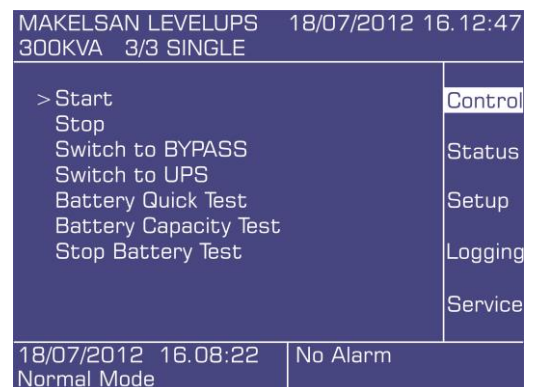 MAKELSAN LEVELUPS 18/07/2012 16.12:47
300KVA 3/3 SINGLE
> Start
Stop
Switch to BYPASS
Switch to UPS
Battery Quick Test
Battery Capacity Test
Stop Battery Test
Control
Status
Setup
Logging
Service
18/07/2012 16.08:22 No Alarm
Normal Mode